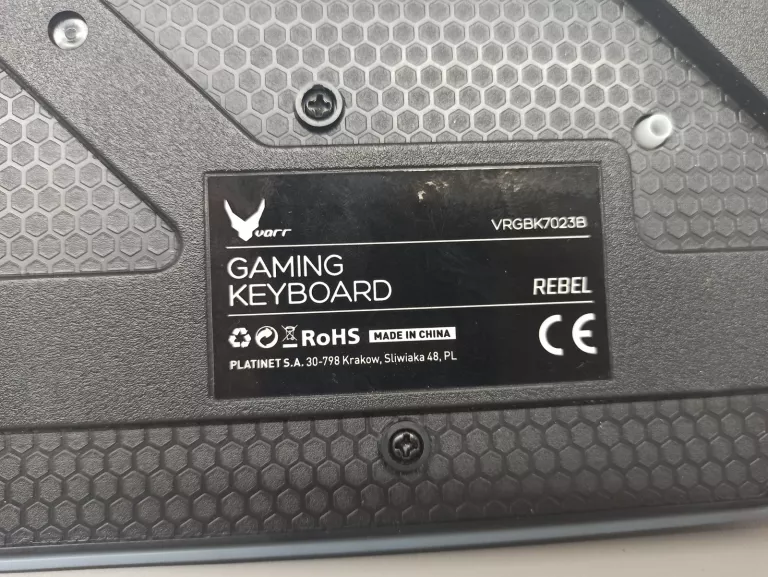 varr
VRGBK7023B
GAMING
KEYBOARD
REBEL
RoHS MADE IN CHINA
CE
PLATINET S.A. 30-798 Krakow, Sliwiaka 48, PL